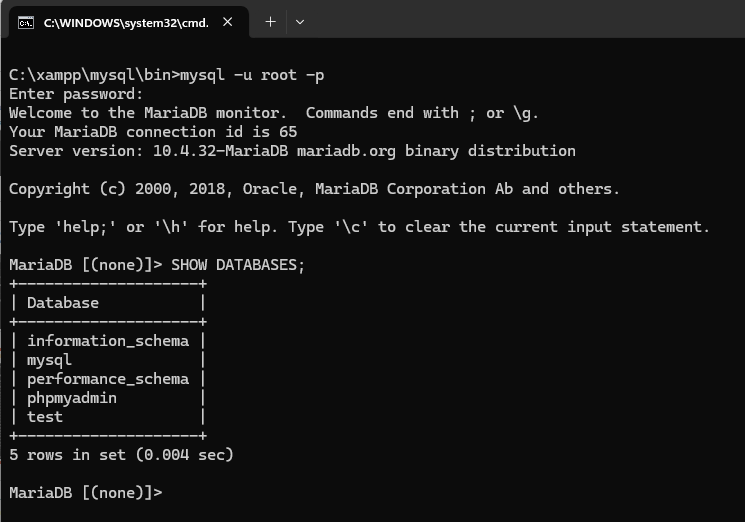 C:\WINDOWS\system32\cmd.
C:\xampp\mysql\bin>mysql -u root -p
Enter password:
Welcome to the MariaDB monitor.  Commands end with ; or \g.
Your MariaDB connection id is 65
Server version: 10.4.32-MariaDB mariadb.org binary distribution
Copyright (c) 2000, 2018, Oracle, MariaDB Corporation Ab and others.
Type 'help;' or '\h' for help. Type '\c' to clear the current input statement.
MariaDB [(none)]> SHOW DATABASES;
+--------------------+
| Database           |
+--------------------+
| information_schema |
| mysql              |
| performance_schema |
| phpmyadmin         |
| test               |
+--------------------+
5 rows in set (0.004 sec)
MariaDB [(none)]>